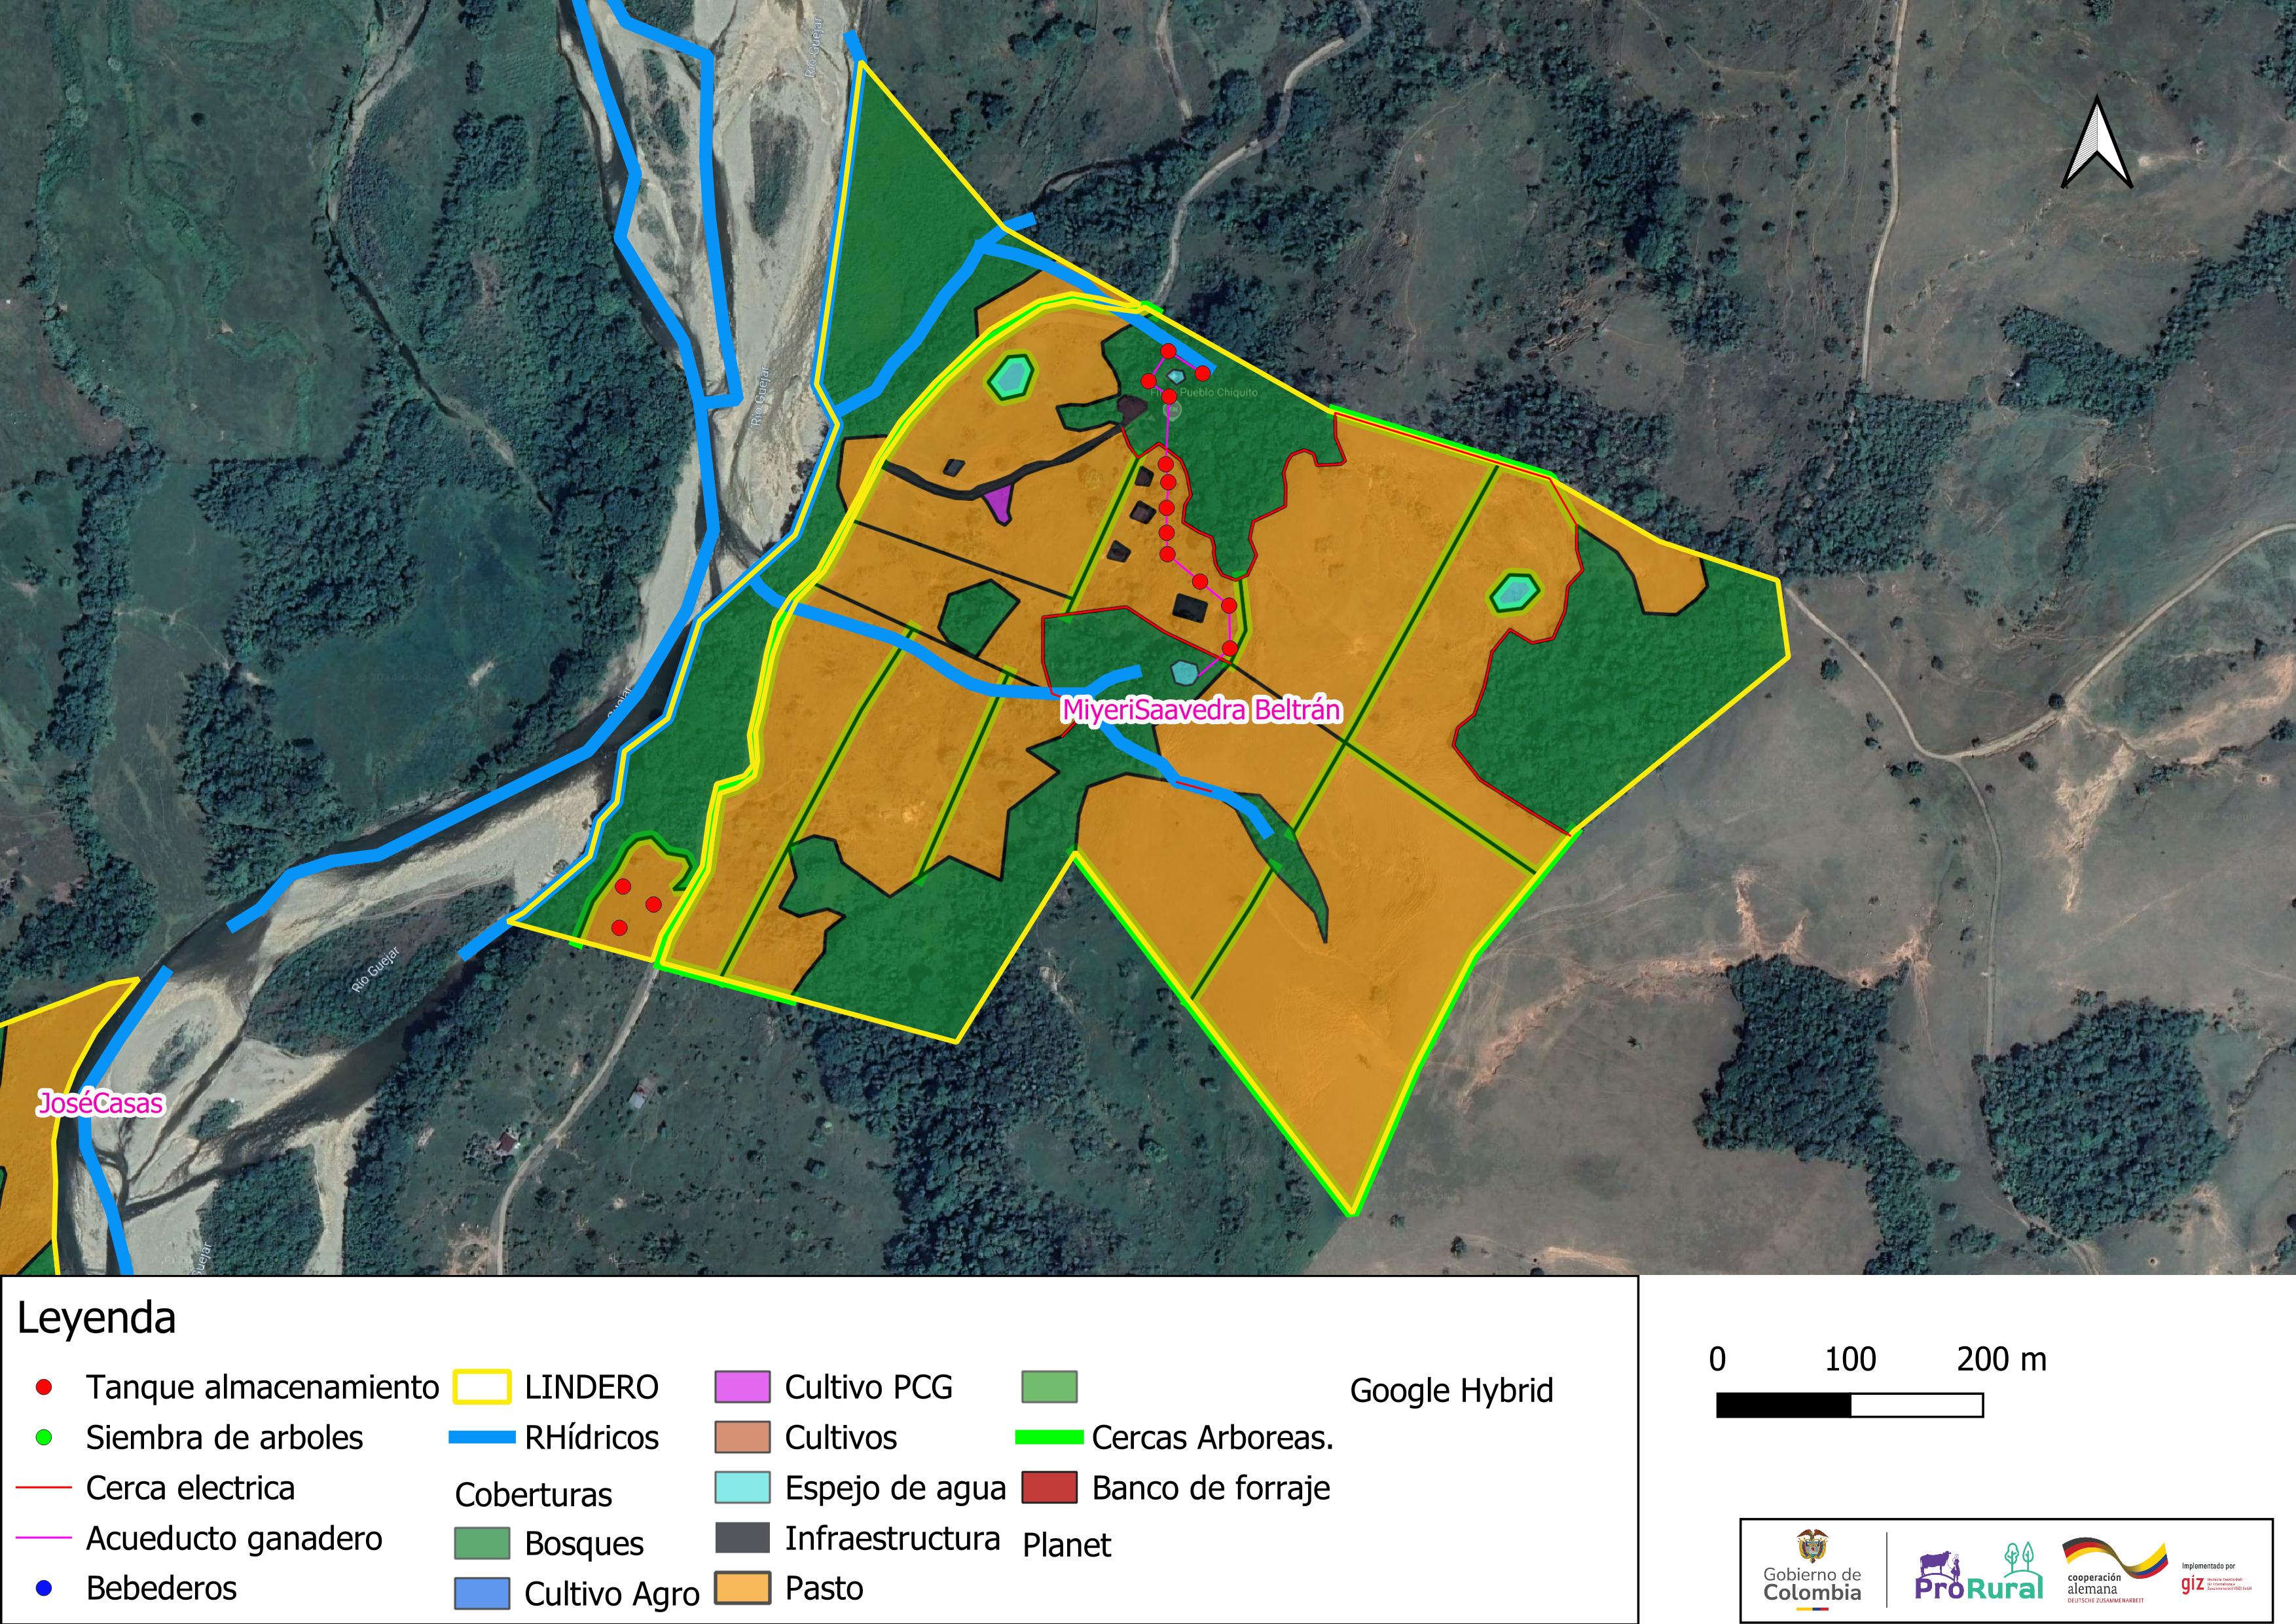 Río Guejar
Río Guejar
Pueblo Chiquito
MiyeriSaavedra Beltrán
Guejar
Río Guejar
JoséCasas
Guejar
Leyenda
Tanque almacenamiento
Siembra de arboles
Cerca electrica
Acueducto ganadero
Bebederos
LINDERO
RHídricos
Coberturas
Bosques
Cultivo Agro
Cultivo PCG
Cultivos
Espejo de agua
Infraestructura
Pasto
Cercas Arboreas.
Banco de forraje
Planet
Google Hybrid
0 100 200 m
Gobierno de
Colombia
ProRural
cooperación
alemana
DEUTSCHE ZUSAMMENARBEIT
Implementado por
giz